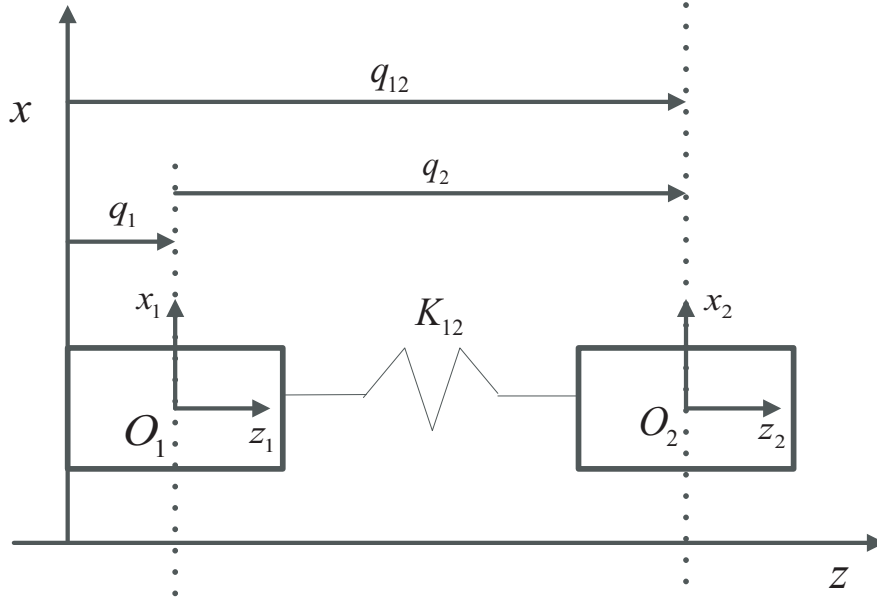 q₁₂
x
q₂
q₁
x₁
K₁₂
x₂
O₁
z₁
O₂
z₂
z